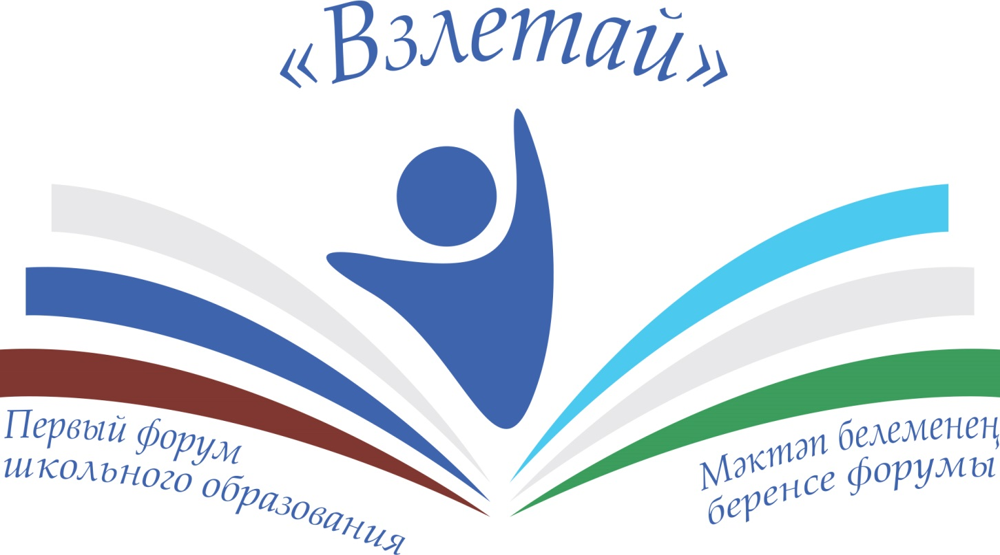 «Взлетай»
Первый форум
школьного образования
Мәктәп белеменең
беренсе форумы